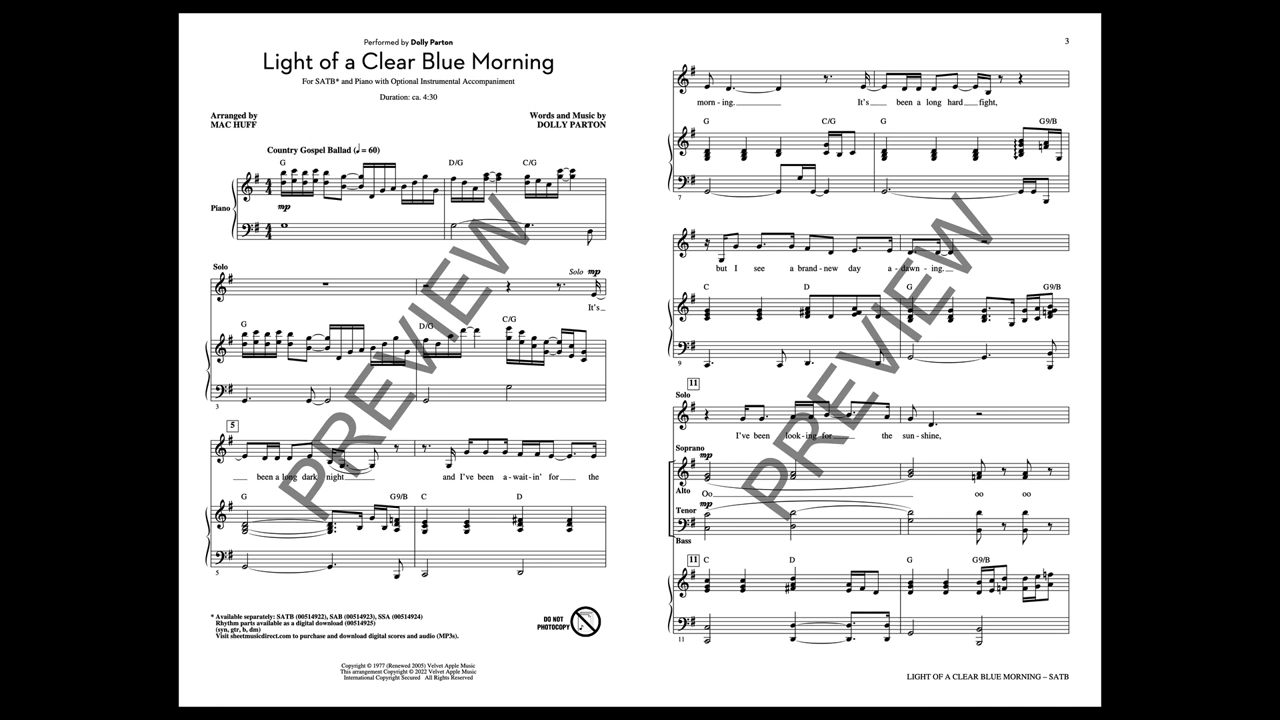 Performed by Dolly Parton
Light of a Clear Blue Morning
For SATB* and Piano with Optional Instrumental Accompaniment
Duration: ca. 4:30
Arranged by
MAC HUFF
Words and Music by
DOLLY PARTON
Country Gospel Ballad (♩ = 60)
G D/G C/G
Piano
mp
Solo
Solo mp
It's
G D/G C/G
3
5
been a long dark night and I've been a - wait - in' for the
G G9/B C D
5
* Available separately: SATB (00514922), SAB (00514923), SSA (00514924)
Rhythm parts available as a digital download (00514925)
(syn, gtr, b, dm)
Visit sheetmusicdirect.com to purchase and download digital scores and audio (MP3s).
DO NOT
PHOTOCOPY
Copyright © 1977 (Renewed 2005) Velvet Apple Music
This arrangement Copyright © 2022 Velvet Apple Music
International Copyright Secured All Rights Reserved
PREVIEW
3
morn - ing. It's been a long hard fight,
G C/G G G9/B
7
but I see a brand - new day a - dawn - ing.
C D G G9/B
9
11
Solo
I've been look - ing for the sun - shine,
Soprano
mp
Alto
Oo oo oo
Tenor
mp
Bass
11 C D G G9/B
11
PREVIEW
LIGHT OF A CLEAR BLUE MORNING – SATB